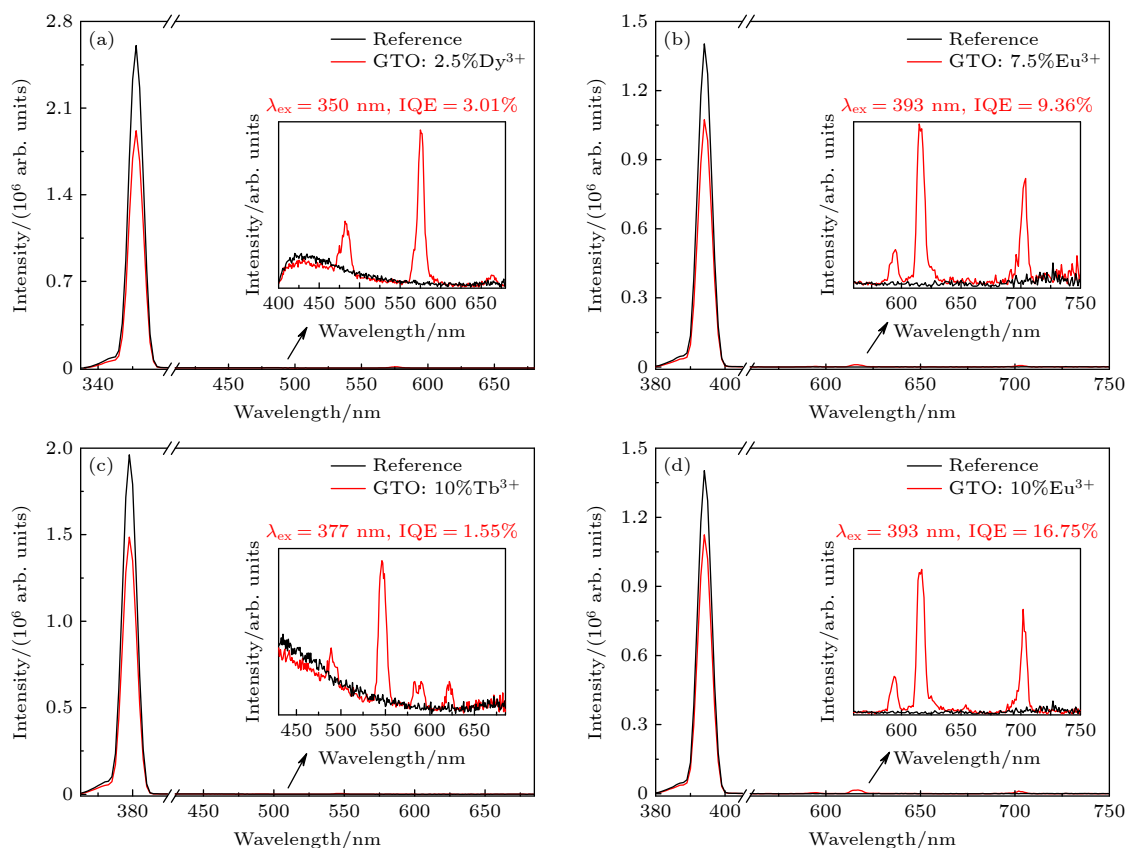 (a)
Reference
GTO: 2.5%Dy³⁺
λex = 350 nm, IQE = 3.01%
Intensity/(10⁶ arb. units)
2.8
2.1
1.4
0.7
0
Intensity/arb. units
400 450 500 550 600 650
Wavelength/nm
340 450 500 550 600 650
Wavelength/nm
(b)
Reference
GTO: 7.5%Eu³⁺
λex = 393 nm, IQE = 9.36%
Intensity/(10⁶ arb. units)
1.5
1.2
0.9
0.6
0.3
0
Intensity/arb. units
600 650 700 750
Wavelength/nm
380 400 600 650 700 750
Wavelength/nm
(c)
Reference
GTO: 10%Tb³⁺
λex = 377 nm, IQE = 1.55%
Intensity/(10⁶ arb. units)
2.0
1.5
1.0
0.5
0
Intensity/arb. units
450 500 550 600 650
Wavelength/nm
380 450 500 550 600 650
Wavelength/nm
(d)
Reference
GTO: 10%Eu³⁺
λex = 393 nm, IQE = 16.75%
Intensity/(10⁶ arb. units)
1.5
1.2
0.9
0.6
0.3
0
Intensity/arb. units
600 650 700 750
Wavelength/nm
380 400 600 650 700 750
Wavelength/nm